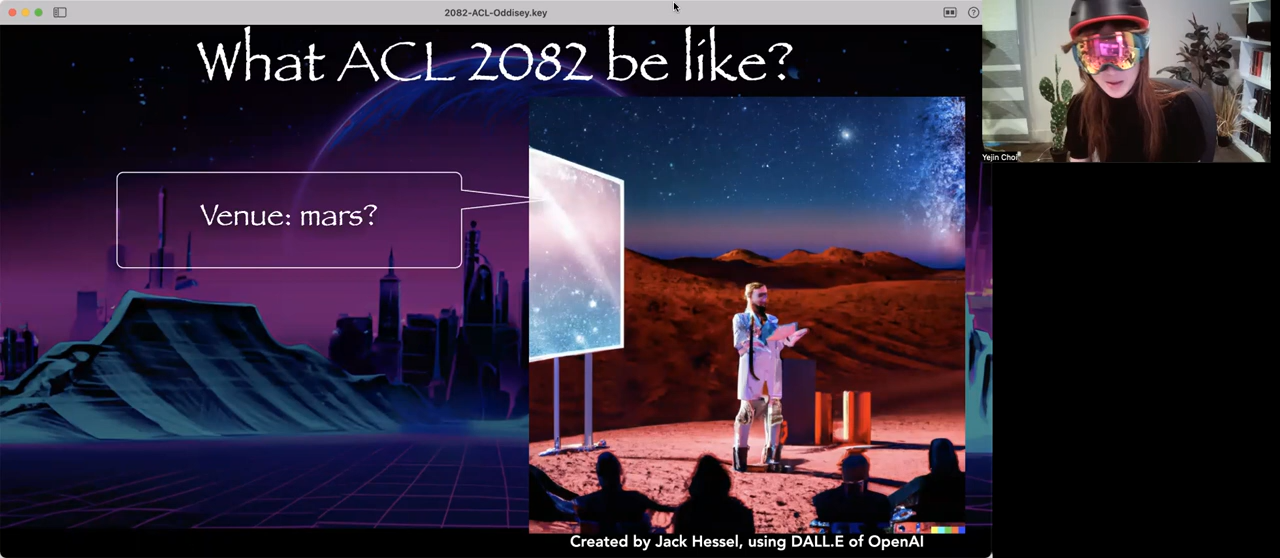 2082-ACL-Oddisey.key
What ACL 2082 be like?
Venue: mars?
Created by Jack Hessel, using DALL.E of OpenAI
Yejin Choi